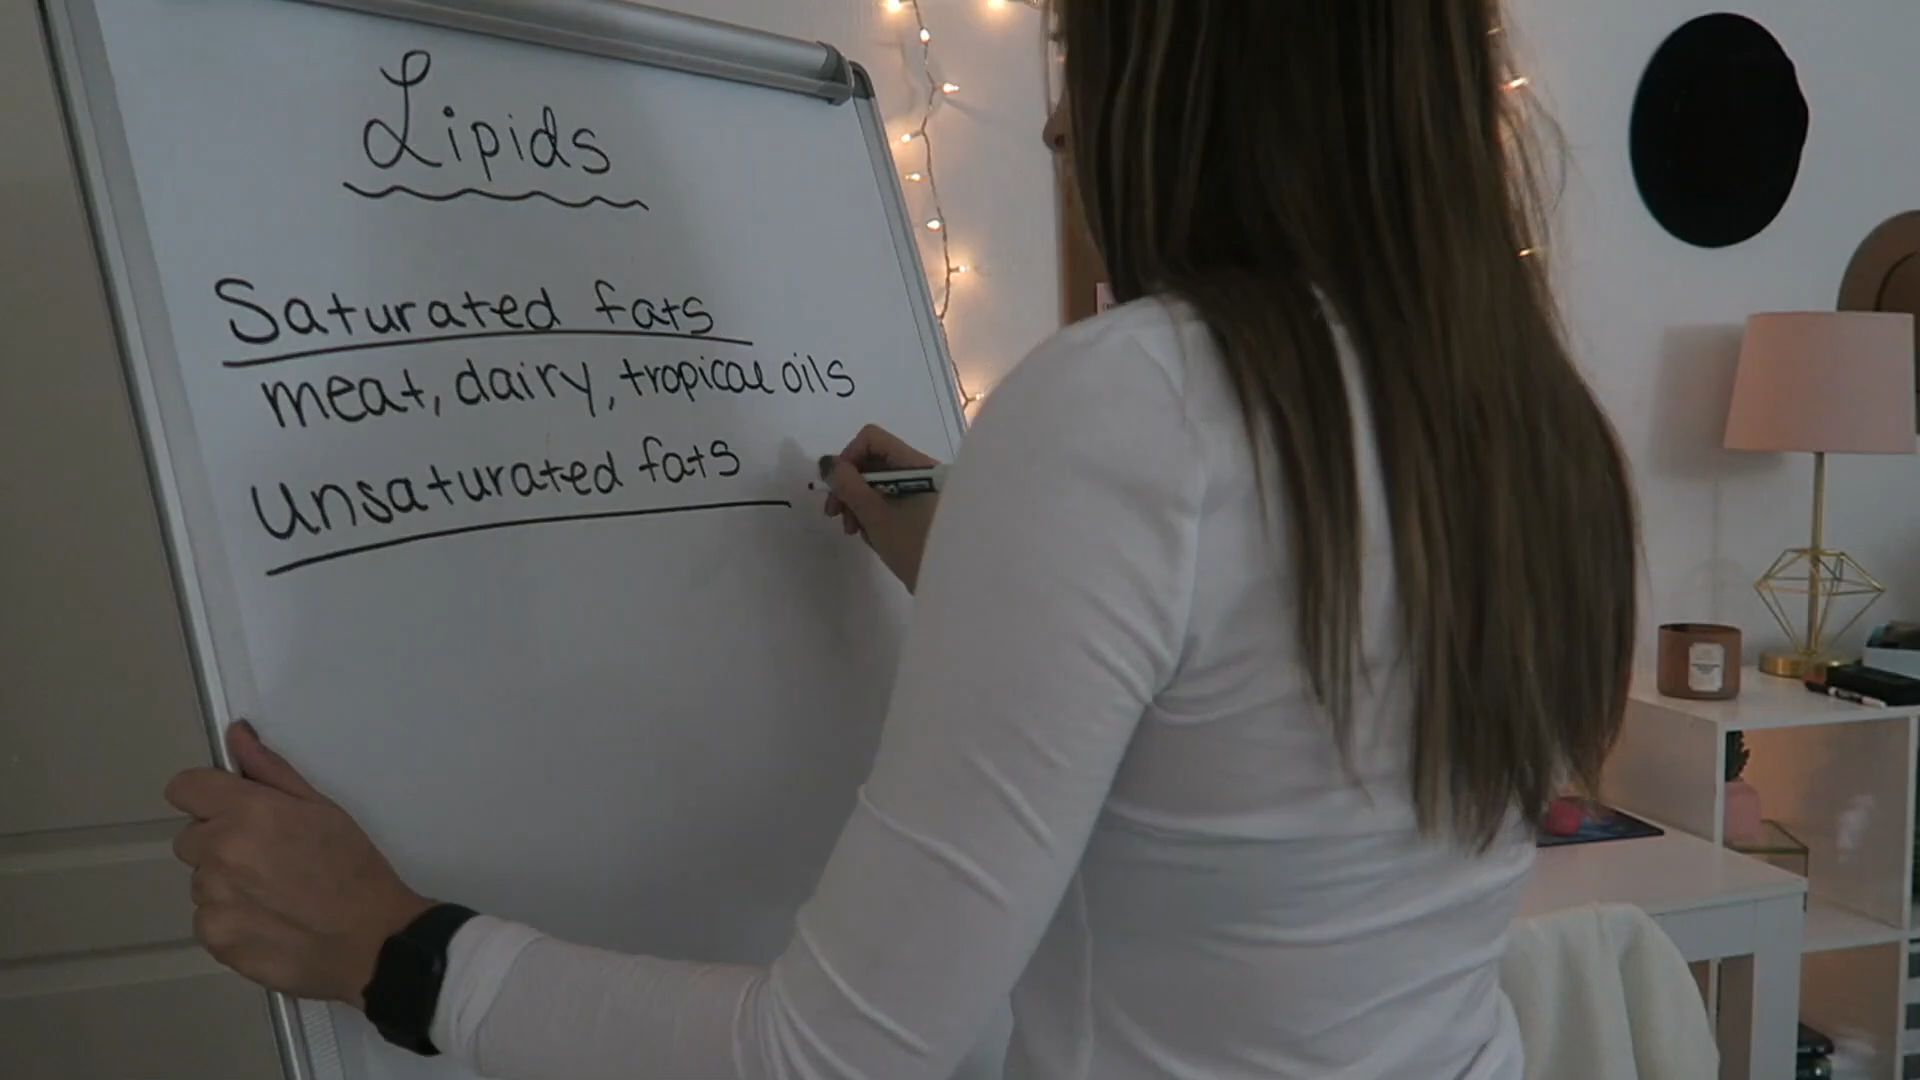 Lipids
Saturated fats
meat, dairy, tropical oils
Unsaturated fats